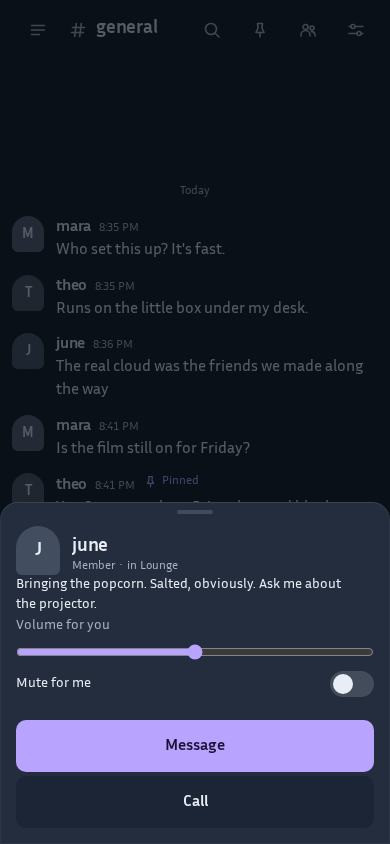 # general
Today
M mara 8:35 PM
Who set this up? It's fast.
T theo 8:35 PM
Runs on the little box under my desk.
J june 8:36 PM
The real cloud was the friends we made along
the way
M mara 8:41 PM
Is the film still on for Friday?
T theo 8:41 PM Pinned
J june
Member · in Lounge
Bringing the popcorn. Salted, obviously. Ask me about
the projector.
Volume for you
Mute for me
Message
Call